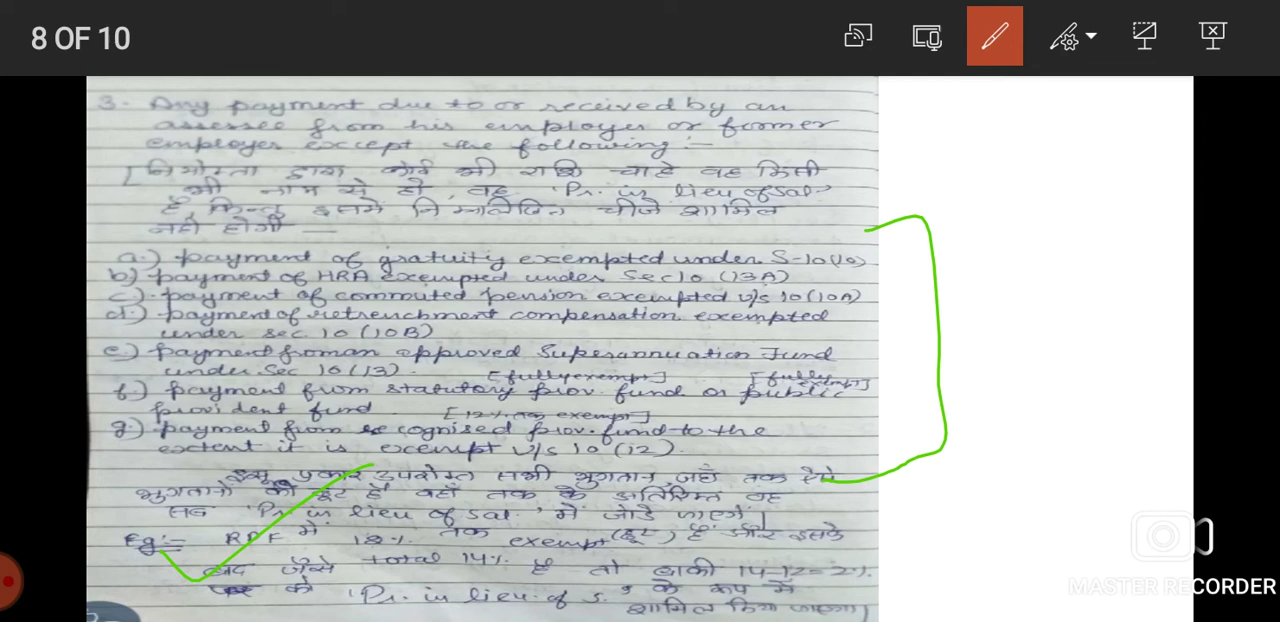 8 OF 10
3. Any payment due to or received by an
assessee from his employer or former
employer except the following :-
[नियोक्ता द्वारा कोई भी राशि चाहे वह किसी
भी नाम से हो, वह 'Pr. in lieu of sal.'
है, किन्तु इसमें निम्नलिखित चीजे शामिल
नहीं होगी —
a.) payment of gratuity exempted under S-10(10)
b) payment of HRA exempted under Sec 10 (13A)
c.) payment of commuted pension exempted u/s 10(10A)
d.) payment of retrenchment compensation exempted
under sec. 10 (10B)
e.) payment from an approved Superannuation Fund
under Sec 10(13).
[fully exempt] [fully exempt]
f.) payment from statutory prov. fund or public
provident fund. [12% तक exempt]
g.) payment from recognised prov. fund to the
extent it is exempt u/s 10(12).
इस प्रकार उपरोक्त सभी भुगतान, जहाँ तक ऐसे
भुगतानो की छूट है वहाँ तक के अतिरिक्त वह
सब 'Pr. in lieu of sal.' में जोडे जाएगें।
Eg:- RPF में 12% तक exempt (छूट) है और इसके
बाद जैसे total 14% है तो बाकी 14-12=2%
को 'Pr. in lieu of s.' के रूप में
शामिल किया जाएगा।
MASTER RECORDER